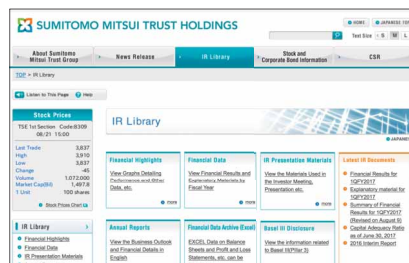 SUMITOMO MITSUI TRUST HOLDINGS
HOME
JAPANESE
Text Size S M L
About Sumitomo
Mitsui Trust Group
News Release
IR Library
Stock and
Corporate Bond Information
CSR
TOP > IR Library
Listen to This Page Help
Stock Prices
TSE 1st Section Code:8309
08/21 15:00
Last Trade 3,837
High 3,910
Low 3,837
Change -45
Volume 1,072,000
Market Cap(Bil) 1,497.8
1 Unit 100 shares
Stock Prices Chart
IR Library
Financial Highlights
Financial Data
IR Presentation Materials
IR Library
JAPANES
Financial Highlights
View Graphs Detailing
Performance and Other
Data, etc.
more
Financial Data
View Financial Results and
Explanatory Materials by
Fiscal Year
more
IR Presentation Materials
View the Materials Used in
the Investor Meeting,
Presentation etc.
more
Latest IR Documents
Financial Results for
1QFY2017
Explanatory material for
1QFY2017
Summary of Financial
Results for 1QFY2017
(Revised on August 9)
Capital Adequacy Ratio
as of June 30, 2017
2016 Interim Report
Annual Reports
View the Business Outlook
and Financial Details in
English
Financial Data Archive (Excel)
EXCEL Data on Balance
Sheets and Profit and Loss
Statements, etc. can be
Basel III Disclosure
View the information related
to Basel III(Pillar 3)